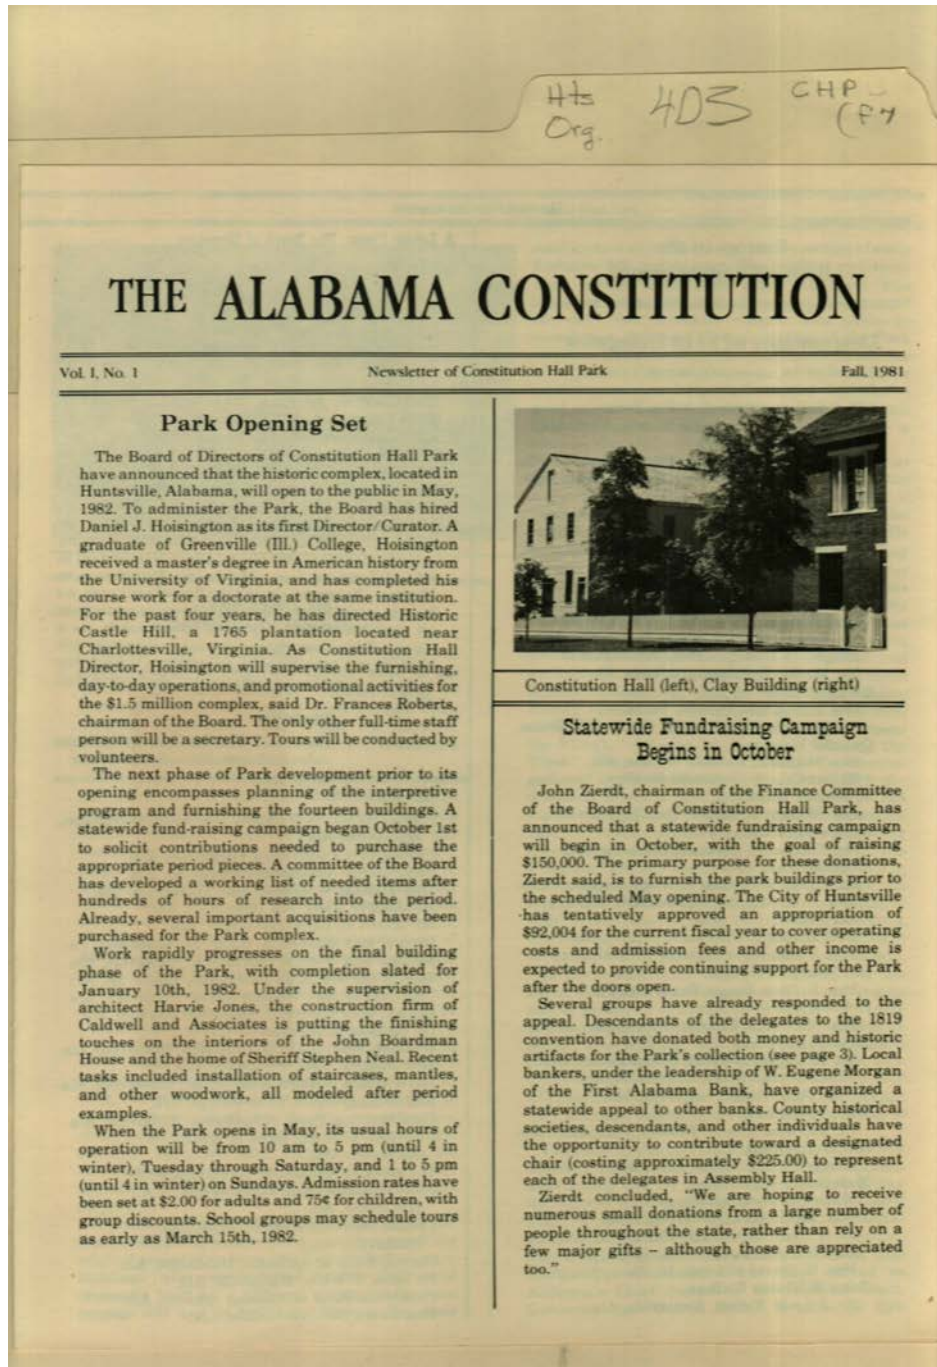 Hts 403 CHP
Org. (F4
THE ALABAMA CONSTITUTION
Vol. I, No. 1 Newsletter of Constitution Hall Park Fall, 1981
Park Opening Set
The Board of Directors of Constitution Hall Park
have announced that the historic complex, located in
Huntsville, Alabama, will open to the public in May,
1982. To administer the Park, the Board has hired
Daniel J. Hoisington as its first Director/Curator. A
graduate of Greenville (Ill.) College, Hoisington
received a master's degree in American history from
the University of Virginia, and has completed his
course work for a doctorate at the same institution.
For the past four years, he has directed Historic
Castle Hill, a 1765 plantation located near
Charlottesville, Virginia. As Constitution Hall
Director, Hoisington will supervise the furnishing,
day-to-day operations, and promotional activities for
the $1.5 million complex, said Dr. Frances Roberts,
chairman of the Board. The only other full-time staff
person will be a secretary. Tours will be conducted by
volunteers.
The next phase of Park development prior to its
opening encompasses planning of the interpretive
program and furnishing the fourteen buildings. A
statewide fund-raising campaign began October 1st
to solicit contributions needed to purchase the
appropriate period pieces. A committee of the Board
has developed a working list of needed items after
hundreds of hours of research into the period.
Already, several important acquisitions have been
purchased for the Park complex.
Work rapidly progresses on the final building
phase of the Park, with completion slated for
January 10th, 1982. Under the supervision of
architect Harvie Jones, the construction firm of
Caldwell and Associates is putting the finishing
touches on the interiors of the John Boardman
House and the home of Sheriff Stephen Neal. Recent
tasks included installation of staircases, mantles,
and other woodwork, all modeled after period
examples.
When the Park opens in May, its usual hours of
operation will be from 10 am to 5 pm (until 4 in
winter), Tuesday through Saturday, and 1 to 5 pm
(until 4 in winter) on Sundays. Admission rates have
been set at $2.00 for adults and 75¢ for children, with
group discounts. School groups may schedule tours
as early as March 15th, 1982.
Constitution Hall (left), Clay Building (right)
Statewide Fundraising Campaign
Begins in October
John Zierdt, chairman of the Finance Committee
of the Board of Constitution Hall Park, has
announced that a statewide fundraising campaign
will begin in October, with the goal of raising
$150,000. The primary purpose for these donations,
Zierdt said, is to furnish the park buildings prior to
the scheduled May opening. The City of Huntsville
has tentatively approved an appropriation of
$92,004 for the current fiscal year to cover operating
costs and admission fees and other income is
expected to provide continuing support for the Park
after the doors open.
Several groups have already responded to the
appeal. Descendants of the delegates to the 1819
convention have donated both money and historic
artifacts for the Park's collection (see page 3). Local
bankers, under the leadership of W. Eugene Morgan
of the First Alabama Bank, have organized a
statewide appeal to other banks. County historical
societies, descendants, and other individuals have
the opportunity to contribute toward a designated
chair (costing approximately $225.00) to represent
each of the delegates in Assembly Hall.
Zierdt concluded, "We are hoping to receive
numerous small donations from a large number of
people throughout the state, rather than rely on a
few major gifts – although those are appreciated
too."